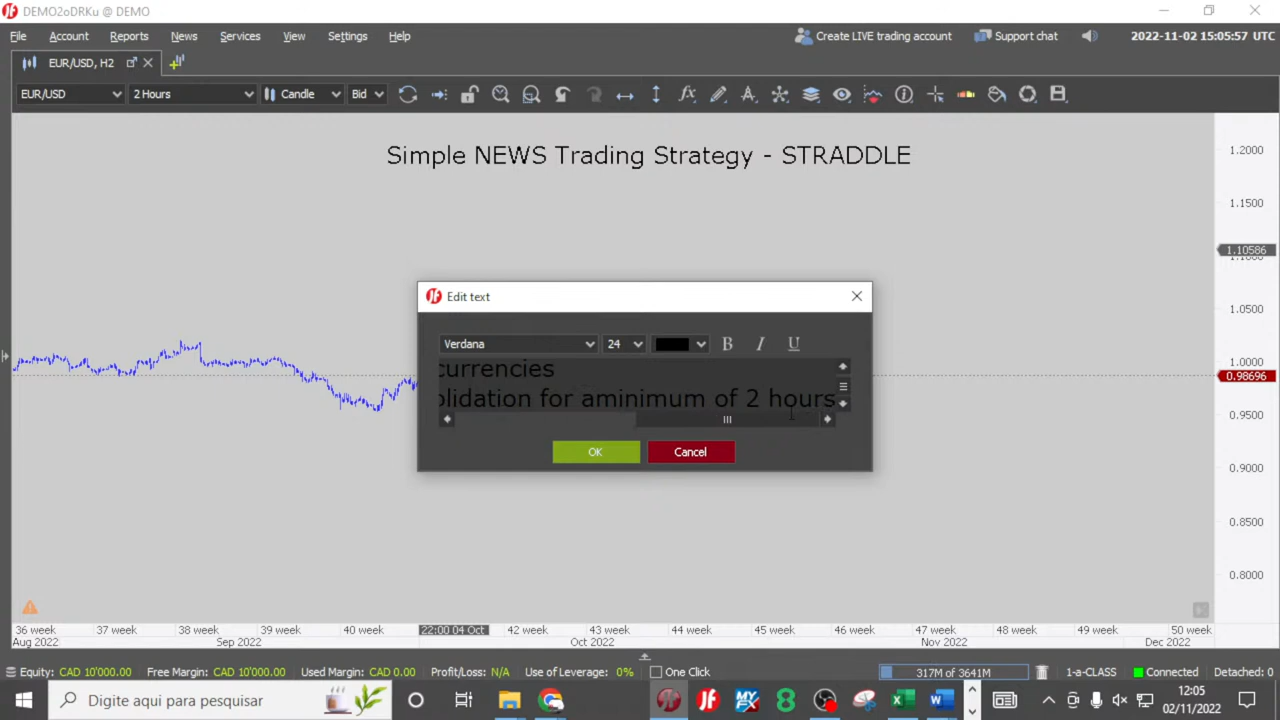 DEMO2oDRKu @ DEMO
File Account Reports News Services View Settings Help
Create LIVE trading account Support chat 2022-11-02 15:05:57 UTC
EUR/USD, H2
EUR/USD 2 Hours Candle Bid
Simple NEWS Trading Strategy - STRADDLE
1.2000
1.1500
1.10586
1.0500
1.0000
0.98696
0.9500
0.9000
0.8500
0.8000
Edit text
Verdana 24 B I U
currencies
olidation for aminimum of 2 hours
OK Cancel
36 week 37 week 38 week 39 week 40 week 22:00 04 Oct 42 week 43 week 44 week 45 week 46 week 47 week 48 week 49 week 50 week
Aug 2022 Sep 2022 Oct 2022 Nov 2022 Dec 2022
Equity: CAD 10'000.00 Free Margin: CAD 10'000.00 Used Margin: CAD 0.00 Profit/Loss: N/A Use of Leverage: 0% One Click 317M of 3641M 1-a-CLASS Connected Detached: 0
Digite aqui para pesquisar
12:05
02/11/2022